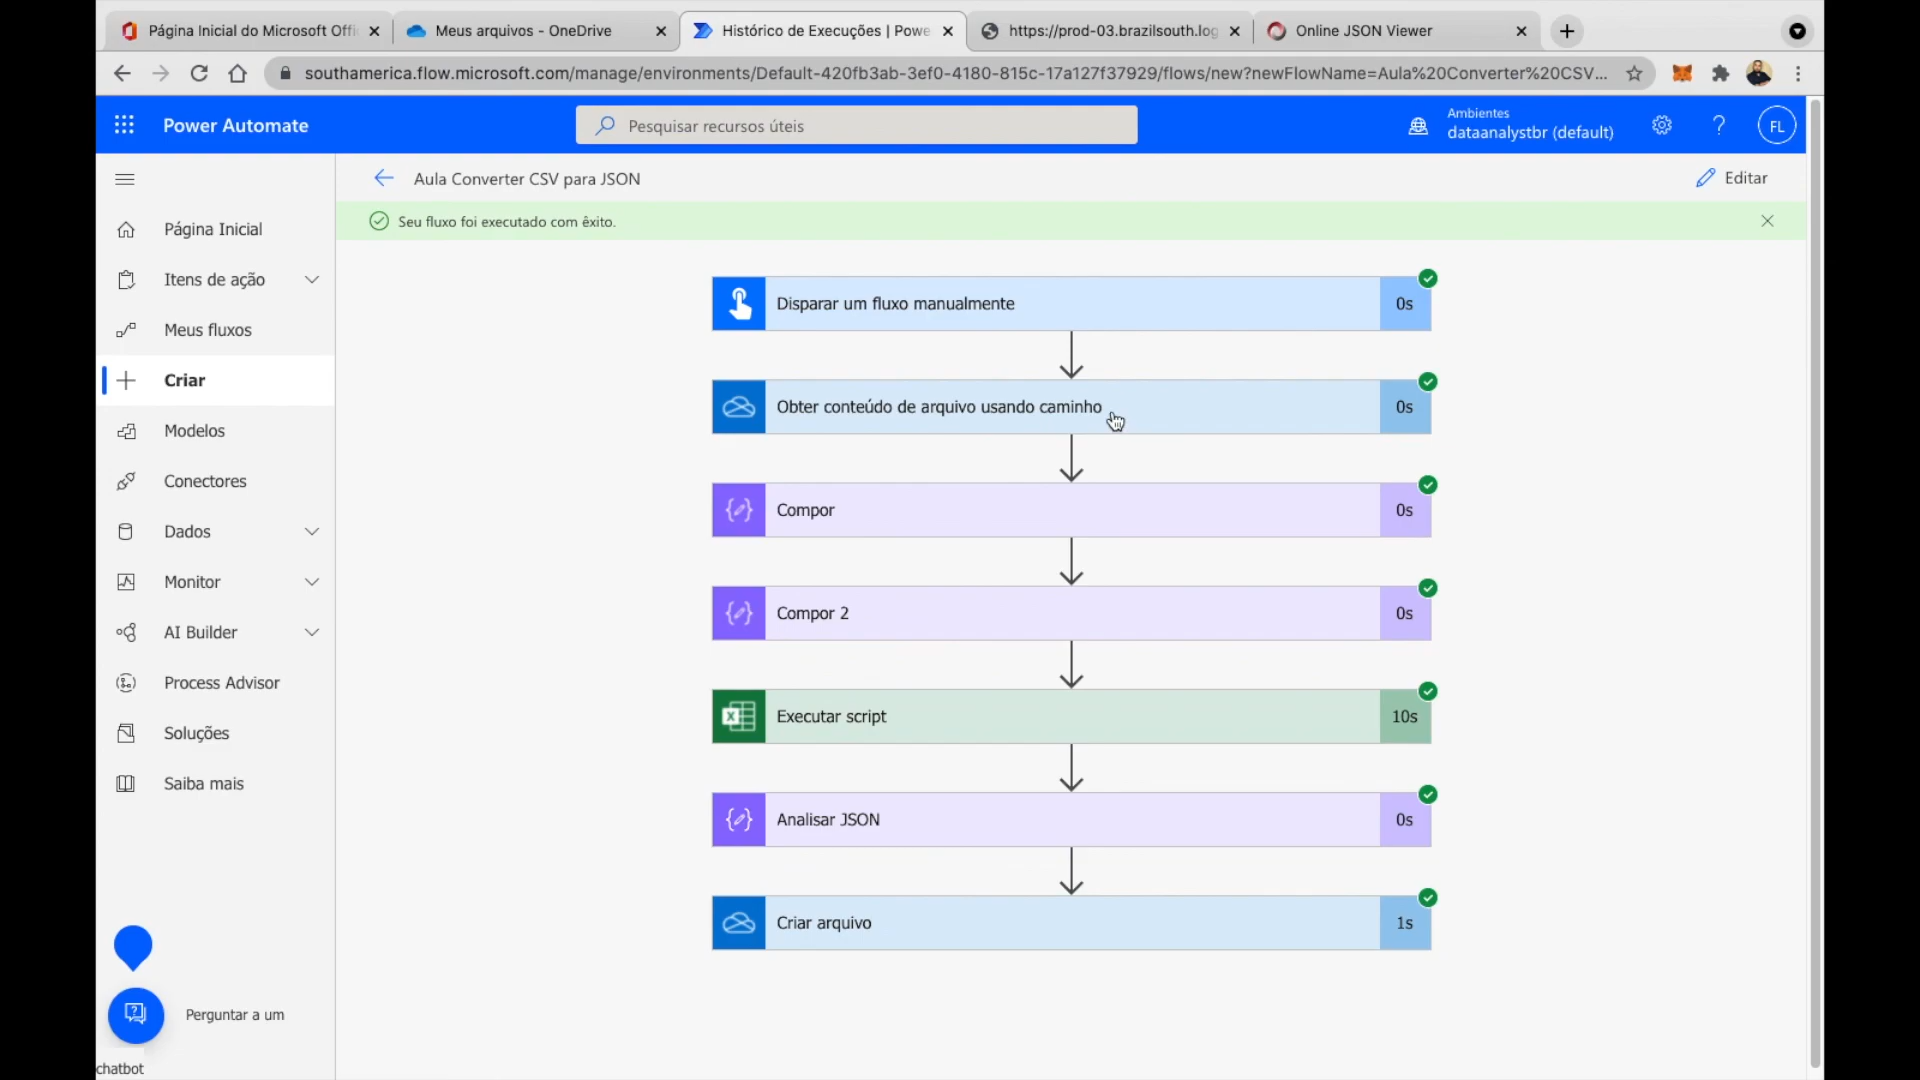 Página Inicial do Microsoft Offi
Meus arquivos - OneDrive
Histórico de Execuções | Powe
https://prod-03.brazilsouth.log
Online JSON Viewer
southamerica.flow.microsoft.com/manage/environments/Default-420fb3ab-3ef0-4180-815c-17a127f37929/flows/new?newFlowName=Aula%20Converter%20CSV...
Power Automate
Pesquisar recursos úteis
Ambientes
dataanalystbr (default)
?
FL
Aula Converter CSV para JSON
Editar
Seu fluxo foi executado com êxito.
Página Inicial
Itens de ação
Meus fluxos
Criar
Modelos
Conectores
Dados
Monitor
AI Builder
Process Advisor
Soluções
Saiba mais
Perguntar a um
chatbot
Disparar um fluxo manualmente
0s
Obter conteúdo de arquivo usando caminho
0s
Compor
0s
Compor 2
0s
Executar script
10s
Analisar JSON
0s
Criar arquivo
1s